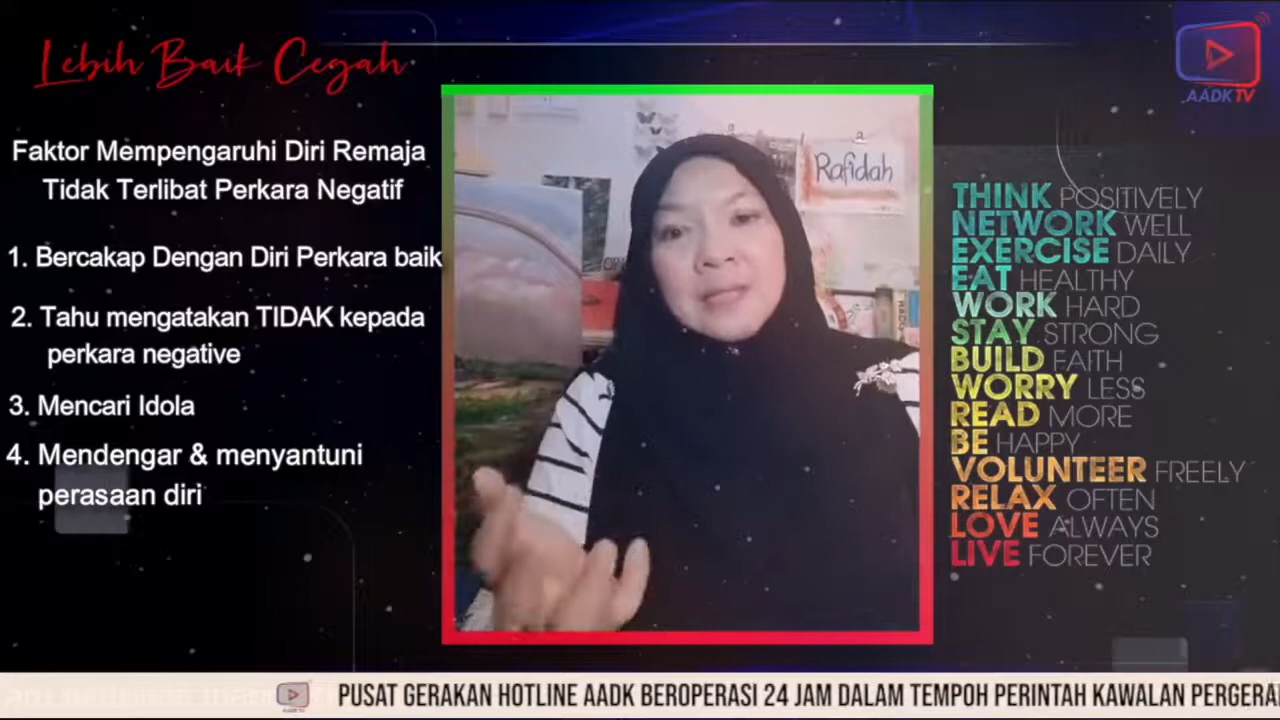 Lebih Baik Cegah
AADK TV
Faktor Mempengaruhi Diri Remaja
Tidak Terlibat Perkara Negatif
1. Bercakap Dengan Diri Perkara baik
2. Tahu mengatakan TIDAK kepada
perkara negative
3. Mencari Idola
4. Mendengar & menyantuni
perasaan diri
Rafidah
THINK POSITIVELY
NETWORK WELL
EXERCISE DAILY
EAT HEALTHY
WORK HARD
STAY STRONG
BUILD FAITH
WORRY LESS
READ MORE
BE HAPPY
VOLUNTEER FREELY
RELAX OFTEN
LOVE ALWAYS
LIVE FOREVER
AADK TV
PUSAT GERAKAN HOTLINE AADK BEROPERASI 24 JAM DALAM TEMPOH PERINTAH KAWALAN PERGERA